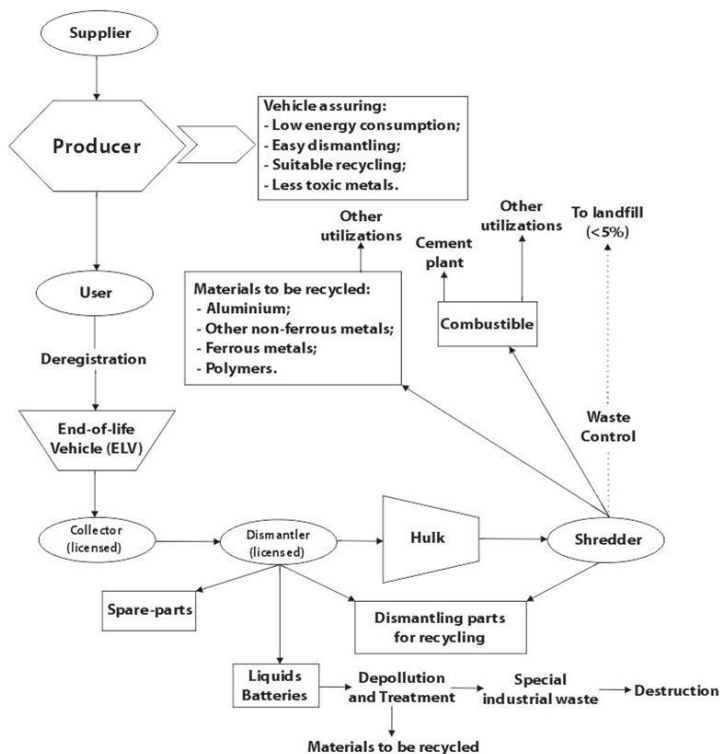 Supplier
Producer
Vehicle assuring:
- Low energy consumption;
- Easy dismantling;
- Suitable recycling;
- Less toxic metals.
Other
utilizations
Cement
plant
Other
utilizations
To landfill
(<5%)
User
Materials to be recycled:
- Aluminium;
- Other non-ferrous metals;
- Ferrous metals;
- Polymers.
Combustible
Deregistration
Waste
Control
End-of-life
Vehicle (ELV)
Collector
(licensed)
Dismantler
(licensed)
Hulk
Shredder
Spare-parts
Dismantling parts
for recycling
Liquids
Batteries
Depollution
and Treatment
Special
industrial waste
Destruction
Materials to be recycled